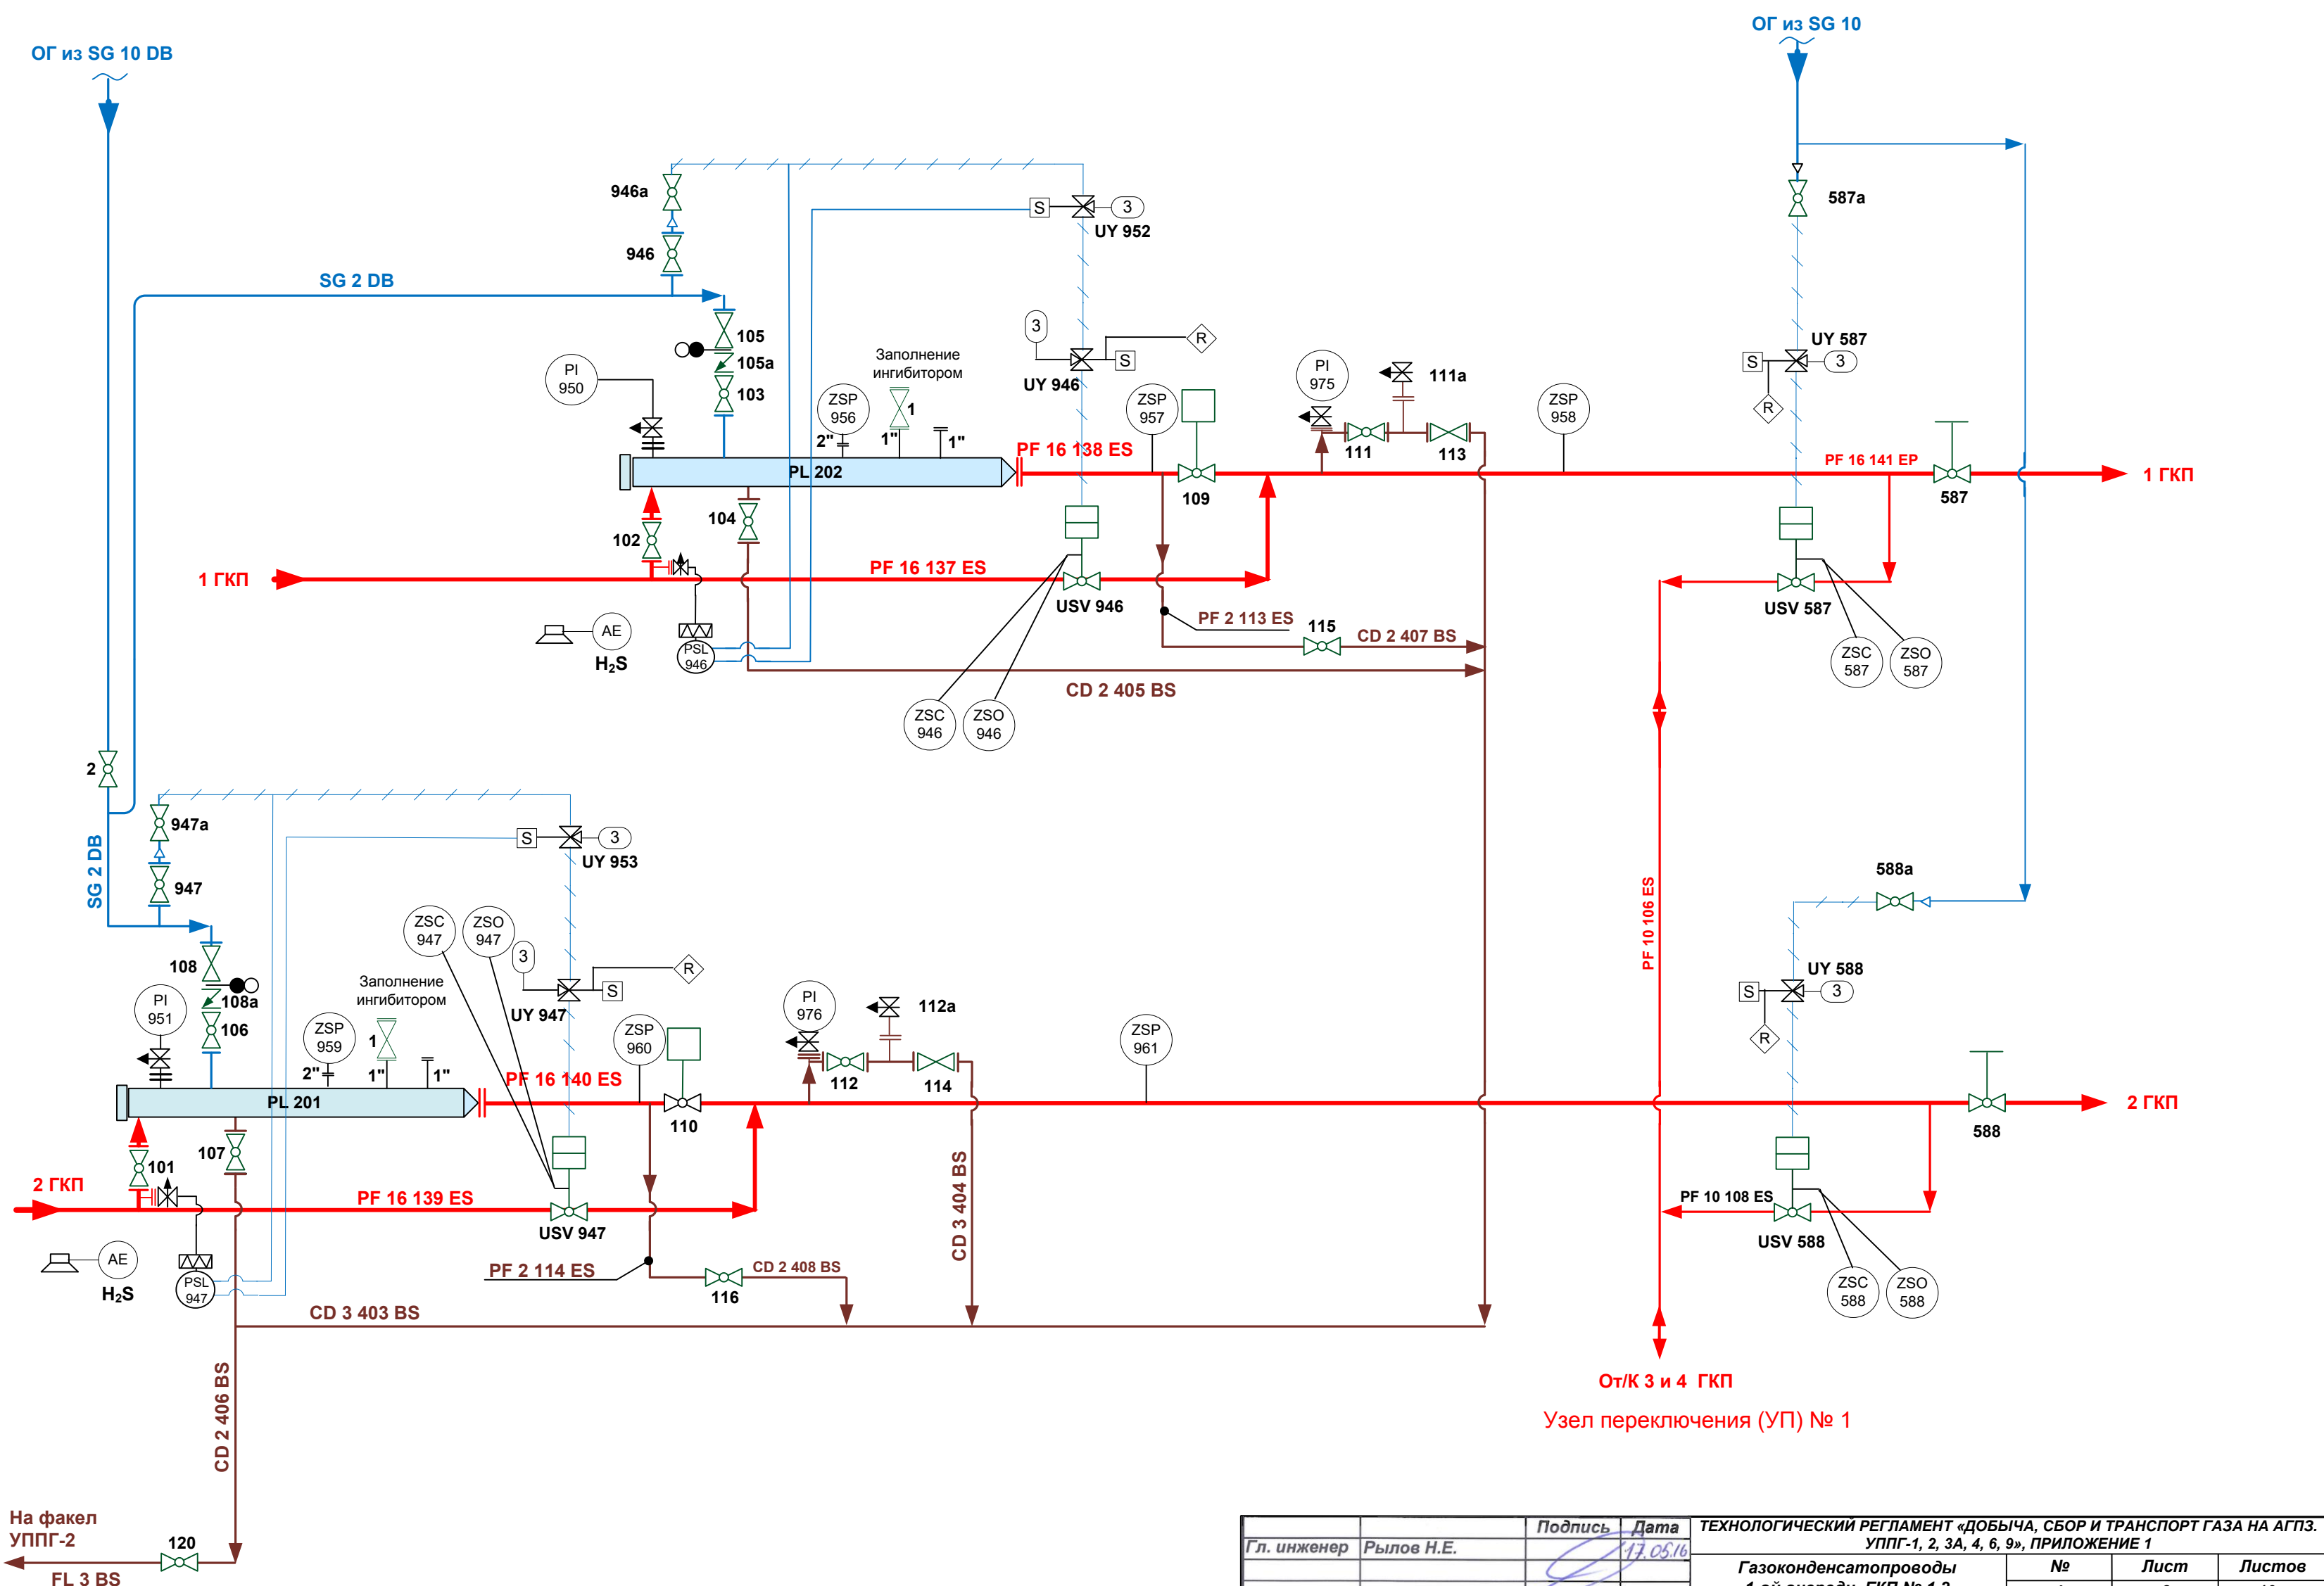 ОГ из SG 10 DB
ОГ из SG 10
946а
946
SG 2 DB
S
3
UY 952
587а
105
105а
103
PI
950
Заполнение
ингибитором
ZSP
956
1
2"
1"
1"
PL 202
3
S
R
UY 946
PF 16 138 ES
ZSP
957
109
PI
975
111а
111
113
ZSP
958
UY 587
S
3
R
PF 16 141 EP
587
1 ГКП
102
104
1 ГКП
PF 16 137 ES
USV 946
USV 587
AE
H₂S
PSL
946
PF 2 113 ES
115
CD 2 407 BS
CD 2 405 BS
ZSC
946
ZSO
946
ZSC
587
ZSO
587
2
947а
947
SG 2 DB
S
3
UY 953
588а
PF 10 106 ES
108
108а
106
PI
951
Заполнение
ингибитором
ZSP
959
1
2"
1"
1"
PL 201
ZSC
947
ZSO
947
3
S
R
UY 947
PF 16 140 ES
ZSP
960
110
PI
976
112а
112
114
ZSP
961
UY 588
S
3
R
588
2 ГКП
101
107
2 ГКП
PF 16 139 ES
USV 947
PF 10 108 ES
USV 588
AE
H₂S
PSL
947
PF 2 114 ES
116
CD 2 408 BS
CD 3 404 BS
ZSC
588
ZSO
588
CD 3 403 BS
CD 2 406 BS
От/К 3 и 4 ГКП
Узел переключения (УП) № 1
На факел
УППГ-2
120
FL 3 BS
Подпись Дата
Гл. инженер Рылов Н.Е. 17.05.16
ТЕХНОЛОГИЧЕСКИЙ РЕГЛАМЕНТ «ДОБЫЧА, СБОР И ТРАНСПОРТ ГАЗА НА АГПЗ.
УППГ-1, 2, 3А, 4, 6, 9», ПРИЛОЖЕНИЕ 1
Газоконденсатопроводы
№ Лист Листов